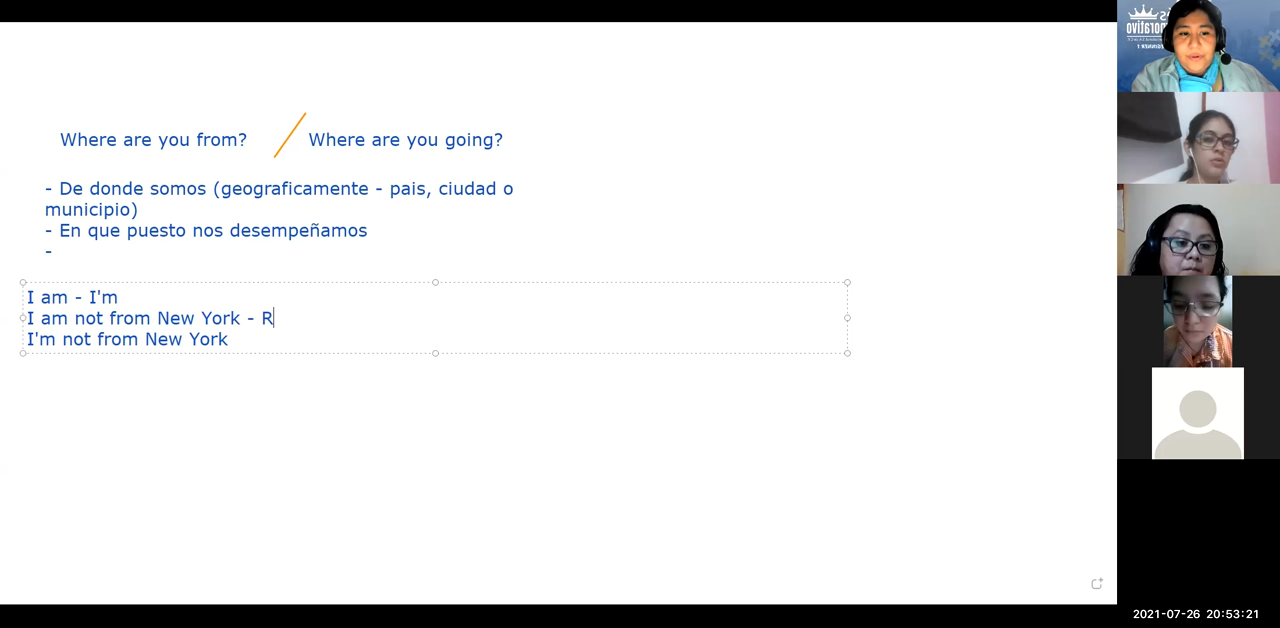 Where are you from? Where are you going?
- De donde somos (geograficamente - pais, ciudad o
municipio)
- En que puesto nos desempeñamos
-
I am - I'm
I am not from New York - R
I'm not from New York
2021-07-26 20:53:21